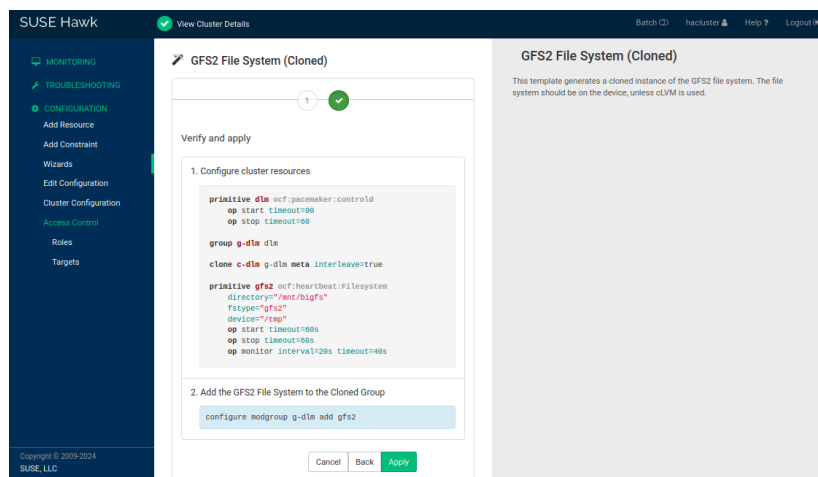 SUSE Hawk
View Cluster Details
Batch
hacluster
Help ?
Logout
MONITORING
TROUBLESHOOTING
CONFIGURATION
Add Resource
Add Constraint
Wizards
Edit Configuration
Cluster Configuration
Access Control
Roles
Targets
Copyright © 2009-2024
SUSE, LLC
GFS2 File System (Cloned)
1
Verify and apply
1. Configure cluster resources
primitive dlm ocf:pacemaker:controld
op start timeout=90
op stop timeout=60
group g-dlm dlm
clone c-dlm g-dlm meta interleave=true
primitive gfs2 ocf:heartbeat:Filesystem
directory="/mnt/bigfs"
fstype="gfs2"
device="/tmp"
op start timeout=60s
op stop timeout=60s
op monitor interval=20s timeout=40s
2. Add the GFS2 File System to the Cloned Group
configure modgroup g-dlm add gfs2
Cancel
Back
Apply
GFS2 File System (Cloned)
This template generates a cloned instance of the GFS2 file system. The file
system should be on the device, unless cLVM is used.